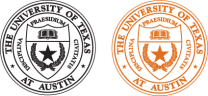 THE UNIVERSITY OF TEXAS
AT AUSTIN
PRAESIDIUM
DISCIPLINA
CIVITATIS
THE UNIVERSITY OF TEXAS
AT AUSTIN
PRAESIDIUM
DISCIPLINA
CIVITATIS